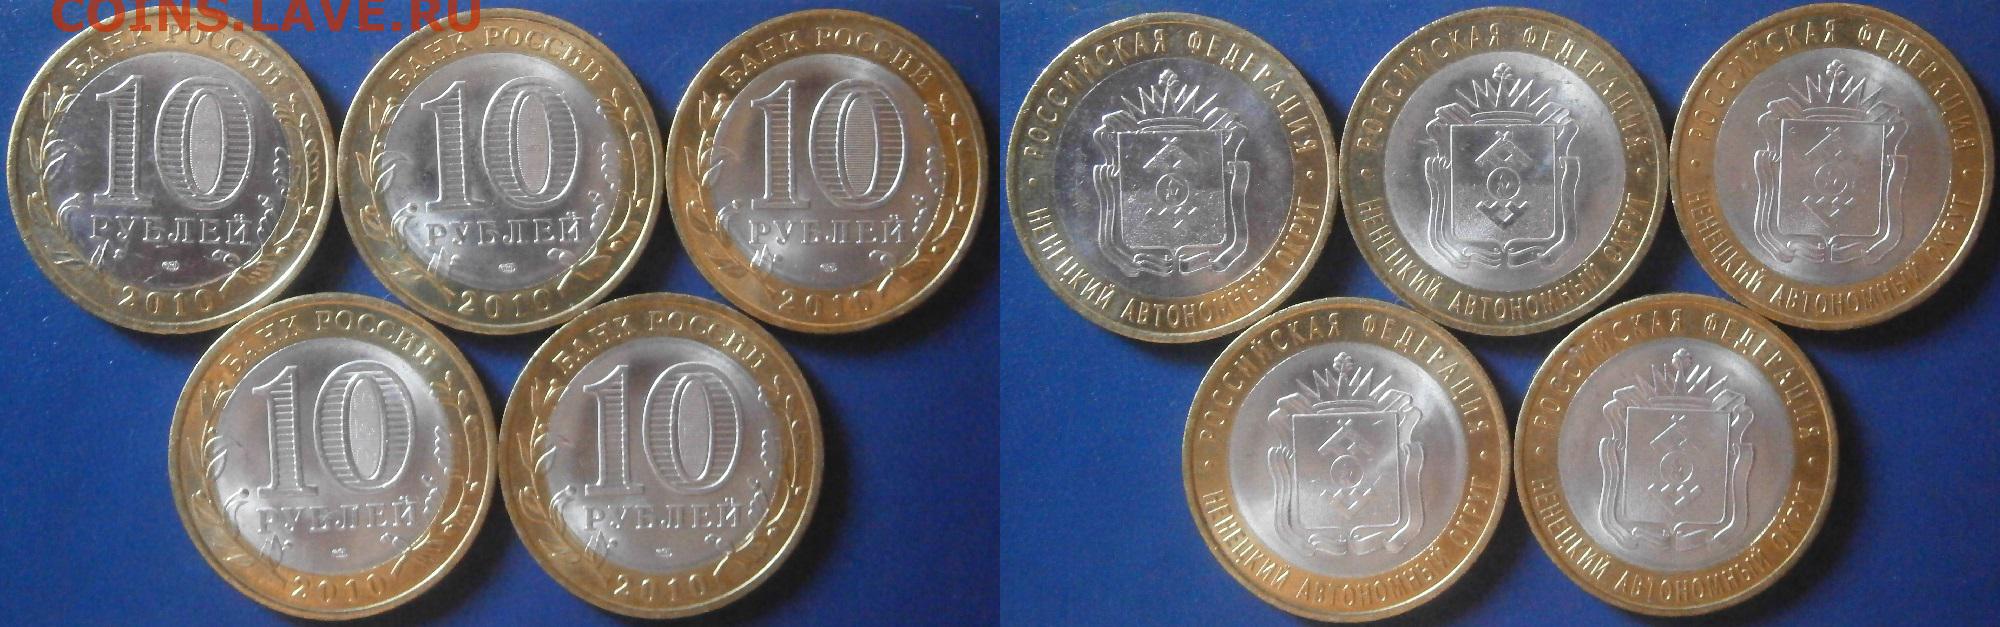 COINS.LAVE.RU
БАНК РОССИИ
10
РУБЛЕЙ
2010
БАНК РОССИИ
10
РУБЛЕЙ
2010
БАНК РОССИИ
10
РУБЛЕЙ
2010
РОССИЙСКАЯ ФЕДЕРАЦИЯ
НЕНЕЦКИЙ АВТОНОМНЫЙ ОКРУГ
РОССИЙСКАЯ ФЕДЕРАЦИЯ
НЕНЕЦКИЙ АВТОНОМНЫЙ ОКРУГ
РОССИЙСКАЯ ФЕДЕРАЦИЯ
НЕНЕЦКИЙ АВТОНОМНЫЙ ОКРУГ
БАНК РОССИИ
10
РУБЛЕЙ
2010
БАНК РОССИИ
10
РУБЛЕЙ
2010
РОССИЙСКАЯ ФЕДЕРАЦИЯ
НЕНЕЦКИЙ АВТОНОМНЫЙ ОКРУГ
РОССИЙСКАЯ ФЕДЕРАЦИЯ
НЕНЕЦКИЙ АВТОНОМНЫЙ ОКРУГ